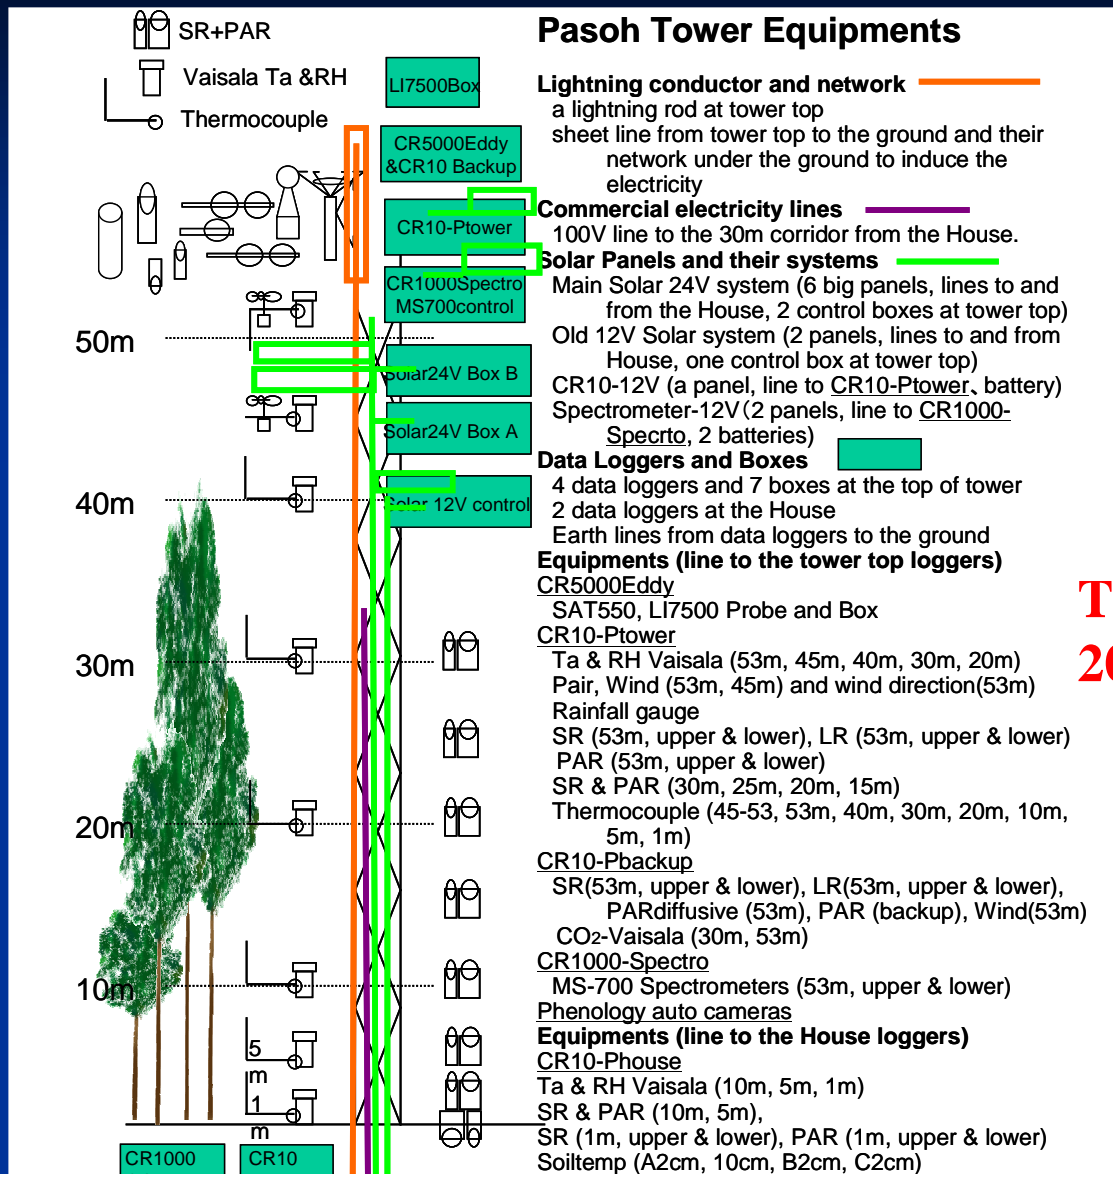 SR+PAR
Vaisala Ta &RH
Thermocouple
LI7500Box
CR5000Eddy
&CR10 Backup
CR10-Ptower
CR1000Spectro
MS700control
Solar24V Box B
Solar24V Box A
Solar 12V control
50m
40m
30m
20m
10m
5
m
1
m
CR1000
CR10
Pasoh Tower Equipments
Lightning conductor and network
a lightning rod at tower top
sheet line from tower top to the ground and their
network under the ground to induce the
electricity
Commercial electricity lines
100V line to the 30m corridor from the House.
Solar Panels and their systems
Main Solar 24V system (6 big panels, lines to and
from the House, 2 control boxes at tower top)
Old 12V Solar system (2 panels, lines to and from
House, one control box at tower top)
CR10-12V (a panel, line to CR10-Ptower、battery)
Spectrometer-12V(2 panels, line to CR1000-
Specrto, 2 batteries)
Data Loggers and Boxes
4 data loggers and 7 boxes at the top of tower
2 data loggers at the House
Earth lines from data loggers to the ground
Equipments (line to the tower top loggers)
CR5000Eddy
SAT550, LI7500 Probe and Box
CR10-Ptower
Ta & RH Vaisala (53m, 45m, 40m, 30m, 20m)
Pair, Wind (53m, 45m) and wind direction(53m)
Rainfall gauge
SR (53m, upper & lower), LR (53m, upper & lower)
PAR (53m, upper & lower)
SR & PAR (30m, 25m, 20m, 15m)
Thermocouple (45-53, 53m, 40m, 30m, 20m, 10m,
5m, 1m)
CR10-Pbackup
SR(53m, upper & lower), LR(53m, upper & lower),
PARdiffusive (53m), PAR (backup), Wind(53m)
CO2-Vaisala (30m, 53m)
CR1000-Spectro
MS-700 Spectrometers (53m, upper & lower)
Phenology auto cameras
Equipments (line to the House loggers)
CR10-Phouse
Ta & RH Vaisala (10m, 5m, 1m)
SR & PAR (10m, 5m),
SR (1m, upper & lower), PAR (1m, upper & lower)
Soiltemp (A2cm, 10cm, B2cm, C2cm)
T